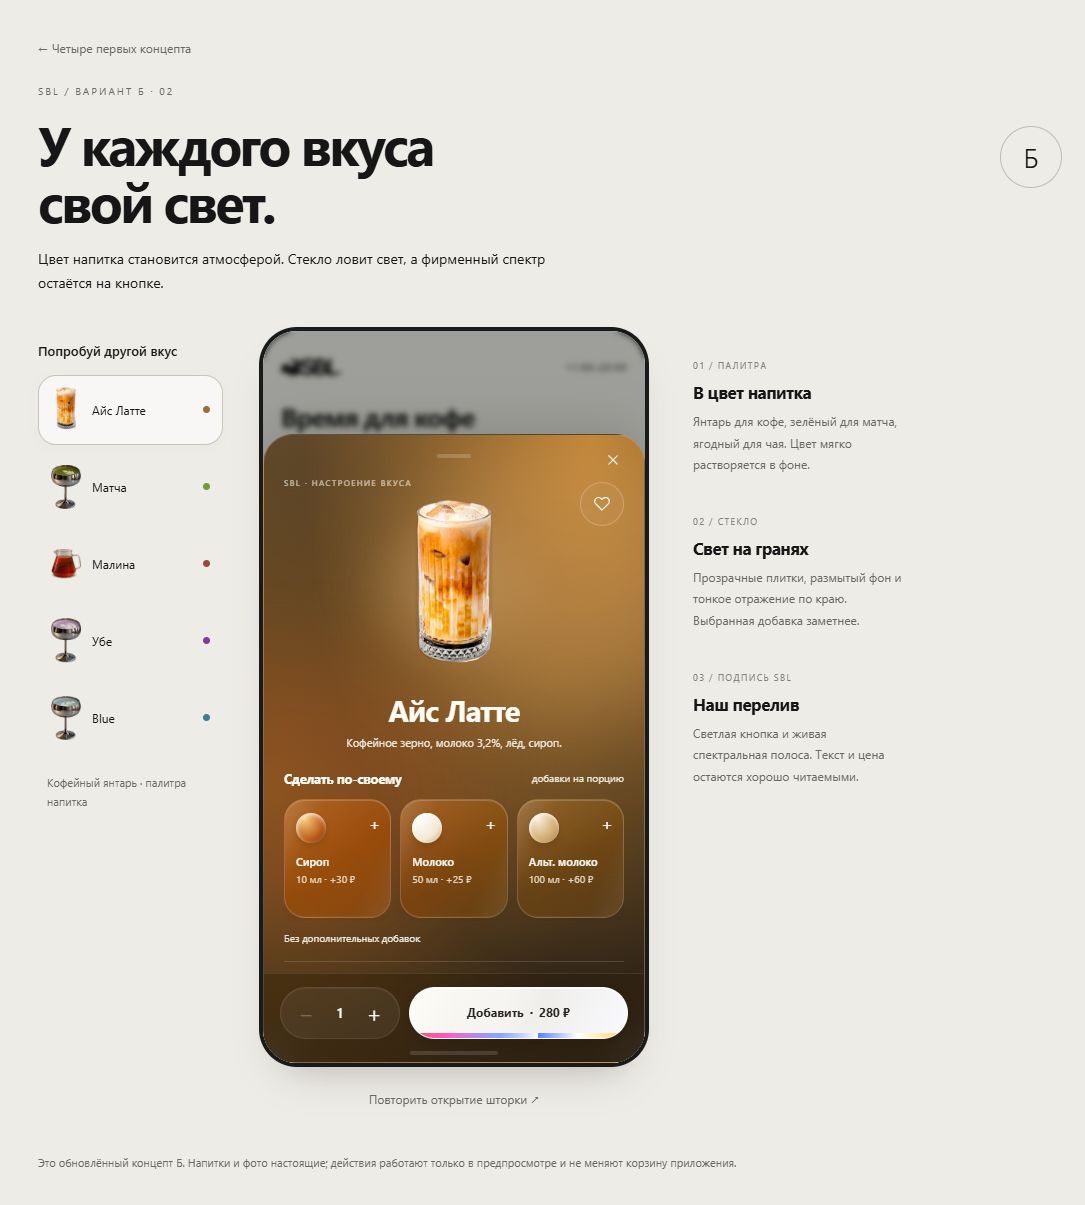 ← Четыре первых концепта
SBL / ВАРИАНТ Б · 02
У каждого вкуса
свой свет.
Б
Цвет напитка становится атмосферой. Стекло ловит свет, а фирменный спектр
остаётся на кнопке.
Попробуй другой вкус
Айс Латте
Матча
Малина
Убе
Blue
Кофейный янтарь · палитра
напитка
SBL
Время для кофе
SBL · НАСТРОЕНИЕ ВКУСА
Айс Латте
Кофейное зерно, молоко 3,2%, лёд, сироп.
Сделать по-своему
добавки на порцию
+
Сироп
10 мл · +30 ₽
+
Молоко
50 мл · +25 ₽
+
Альт. молоко
100 мл · +60 ₽
Без дополнительных добавок
− 1 +
Добавить · 280 ₽
Повторить открытие шторки ↗
01 / ПАЛИТРА
В цвет напитка
Янтарь для кофе, зелёный для матча,
ягодный для чая. Цвет мягко
растворяется в фоне.
02 / СТЕКЛО
Свет на гранях
Прозрачные плитки, размытый фон и
тонкое отражение по краю.
Выбранная добавка заметнее.
03 / ПОДПИСЬ SBL
Наш перелив
Светлая кнопка и живая
спектральная полоса. Текст и цена
остаются хорошо читаемыми.
Это обновлённый концепт Б. Напитки и фото настоящие; действия работают только в предпросмотре и не меняют корзину приложения.